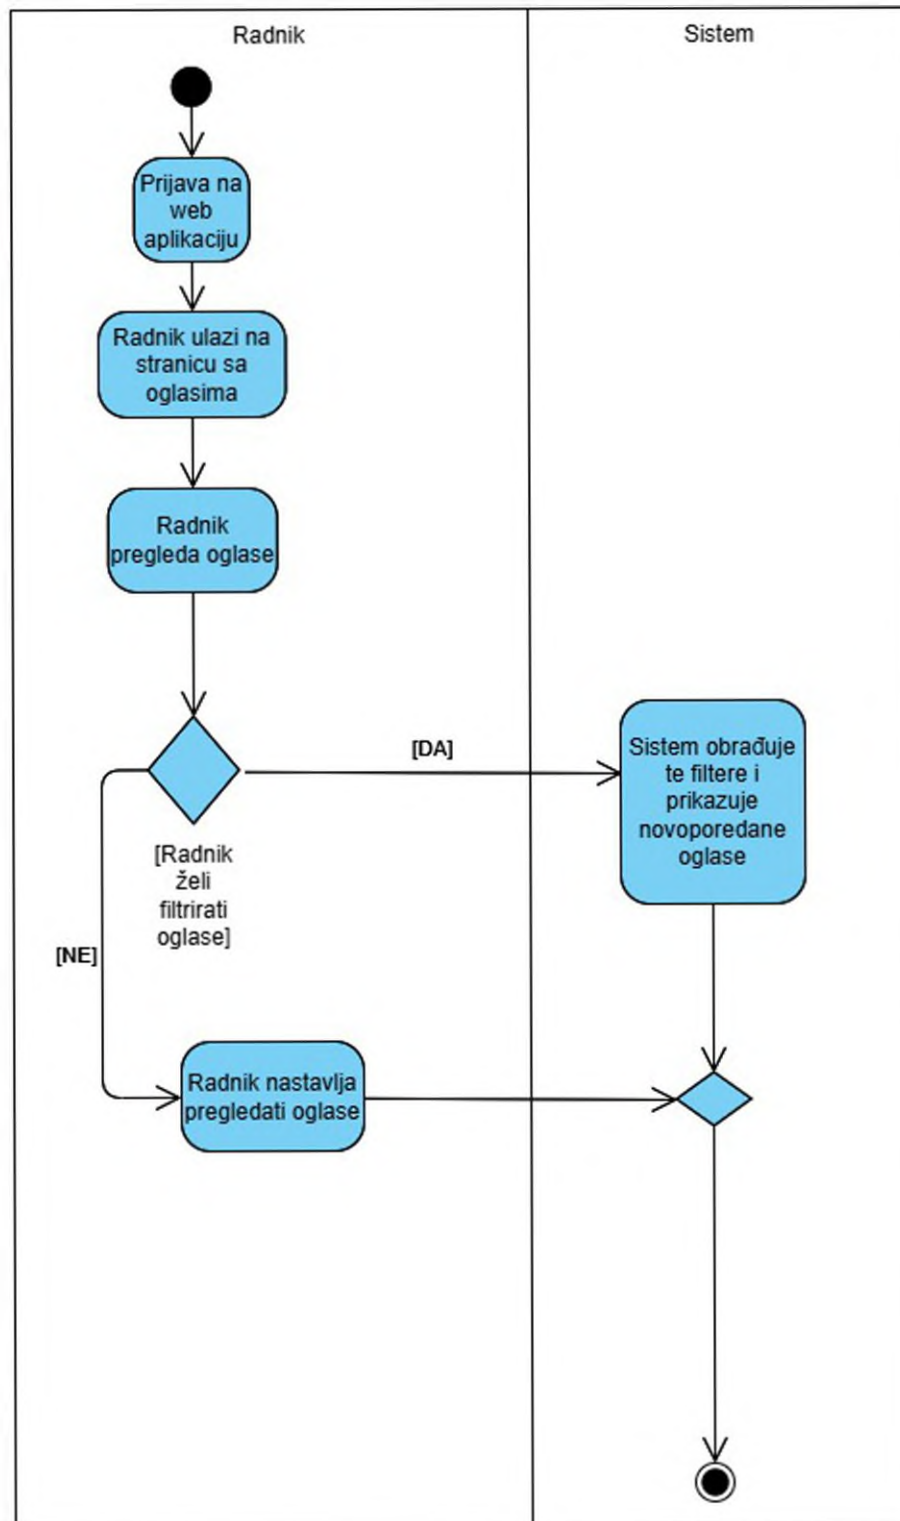 Radnik
Sistem
Prijava na
web
aplikaciju
Radnik ulazi na
stranicu sa
oglasima
Radnik
pregleda oglase
[DA]
[Radnik
želi
filtrirati
oglase]
[NE]
Sistem obrađuje
te filtere i
prikazuje
novoporedane
oglase
Radnik nastavlja
pregledati oglase